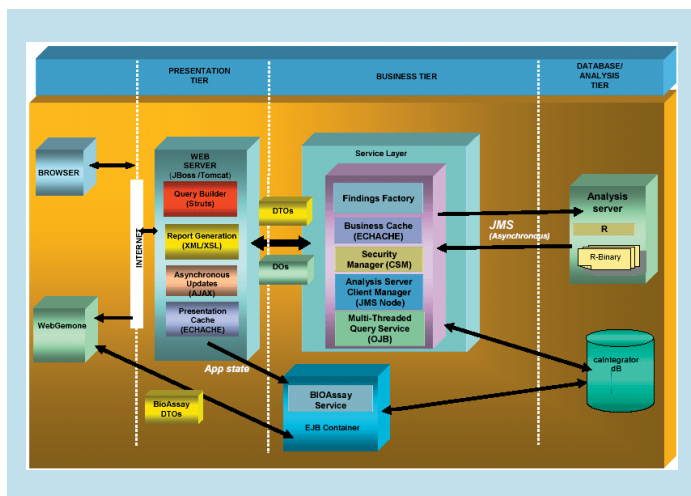 PRESENTATION
TIER
BUSINESS TIER
DATABASE/
ANALYSIS
TIER
BROWSER
INTERNET
WebGemone
WEB
SERVER
(JBoss /Tomcat)
Query Builder
(Struts)
Report Generation
(XML/XSL)
Asynchronous
Updates
(AJAX)
Presentation
Cache
(ECHACHE)
App state
BioAssay
DTOs
DTOs
DOs
Service Layer
Findings Factory
Business Cache
(ECHACHE)
Security
Manager (CSM)
Analysis Server
Client Manager
(JMS Node)
Multi-Threaded
Query Service
(OJB)
BIOAssay
Service
EJB Container
JMS
(Asynchronous)
Analysis
server
R
R-Binary
caIntegrator
dB